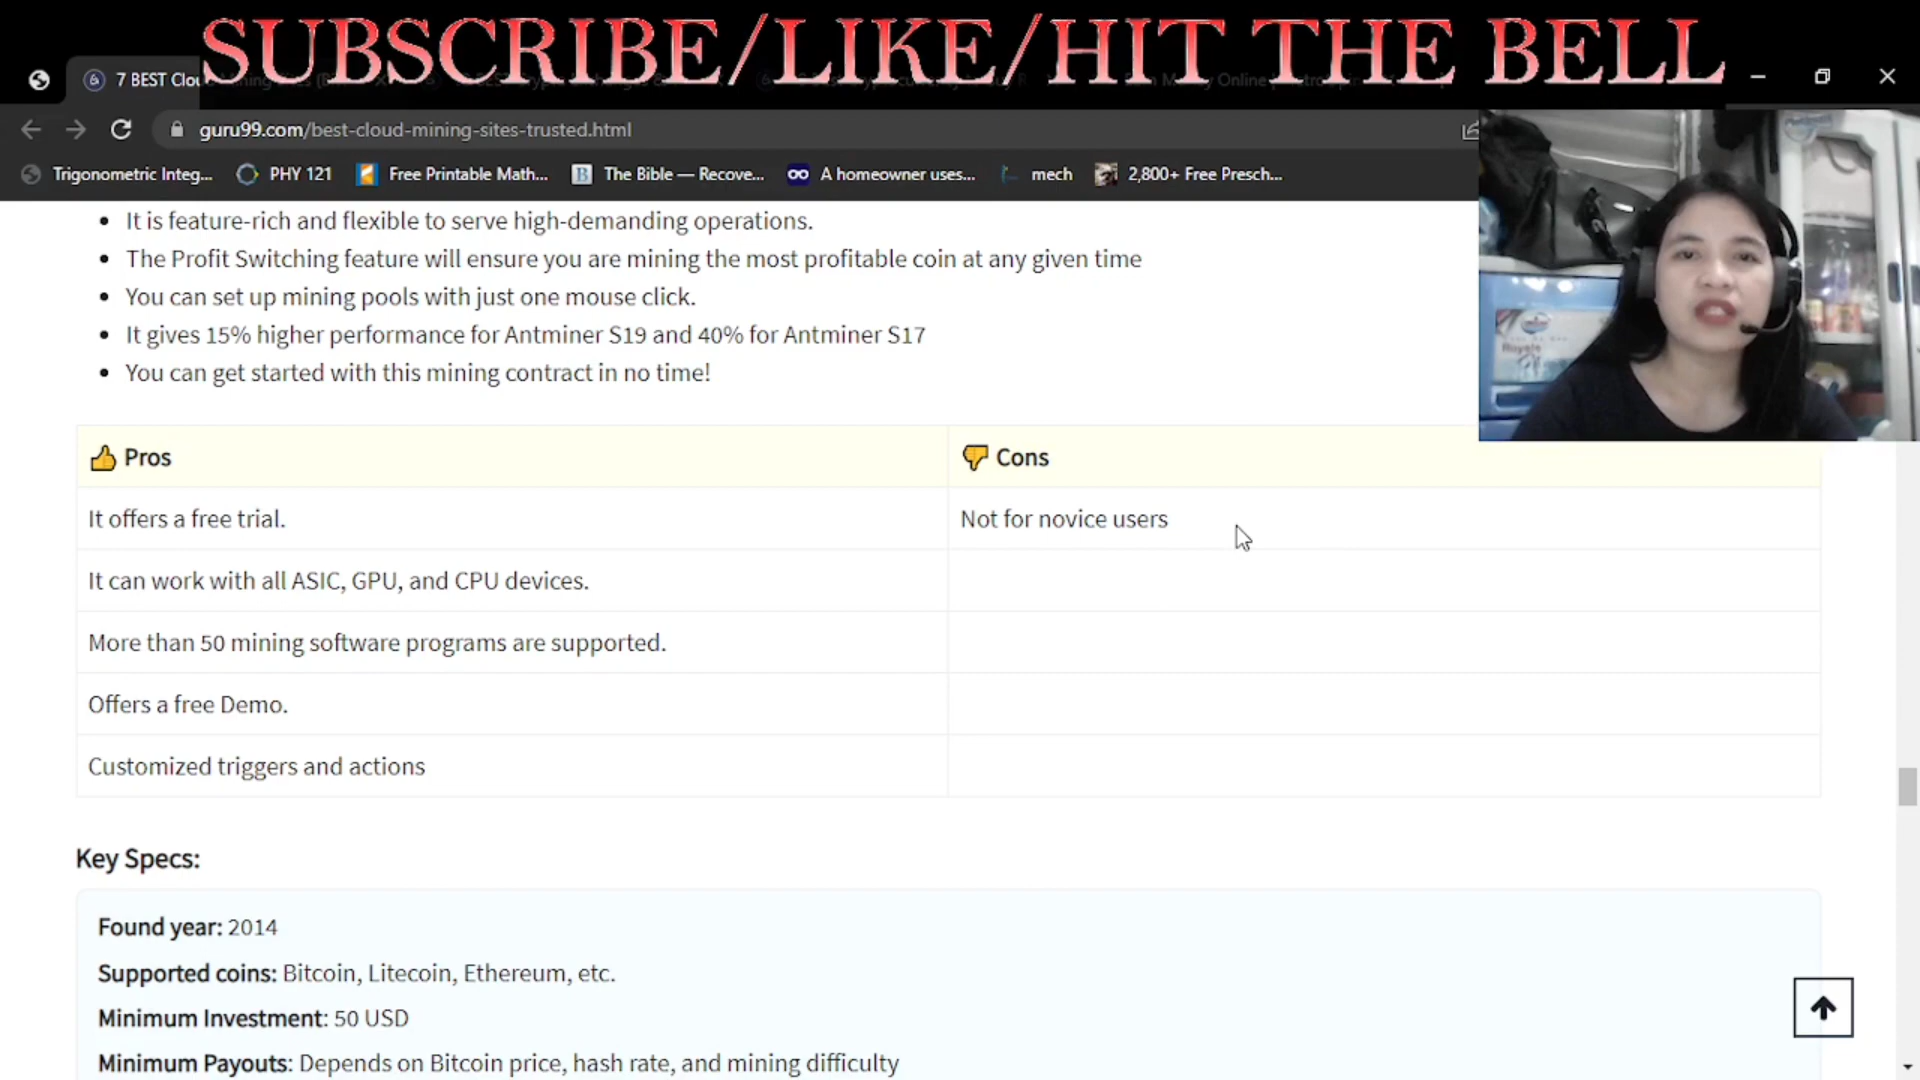 SUBSCRIBE/LIKE/HIT THE BELL
7 BEST Clou
guru99.com/best-cloud-mining-sites-trusted.html
Trigonometric Integ... PHY 121 Free Printable Math... The Bible — Recove... A homeowner uses... mech 2,800+ Free Presch...
• It is feature-rich and flexible to serve high-demanding operations.
• The Profit Switching feature will ensure you are mining the most profitable coin at any given time
• You can set up mining pools with just one mouse click.
• It gives 15% higher performance for Antminer S19 and 40% for Antminer S17
• You can get started with this mining contract in no time!
👍 Pros 👎 Cons
It offers a free trial. Not for novice users
It can work with all ASIC, GPU, and CPU devices.
More than 50 mining software programs are supported.
Offers a free Demo.
Customized triggers and actions
Key Specs:
Found year: 2014
Supported coins: Bitcoin, Litecoin, Ethereum, etc.
Minimum Investment: 50 USD
Minimum Payouts: Depends on Bitcoin price, hash rate, and mining difficulty